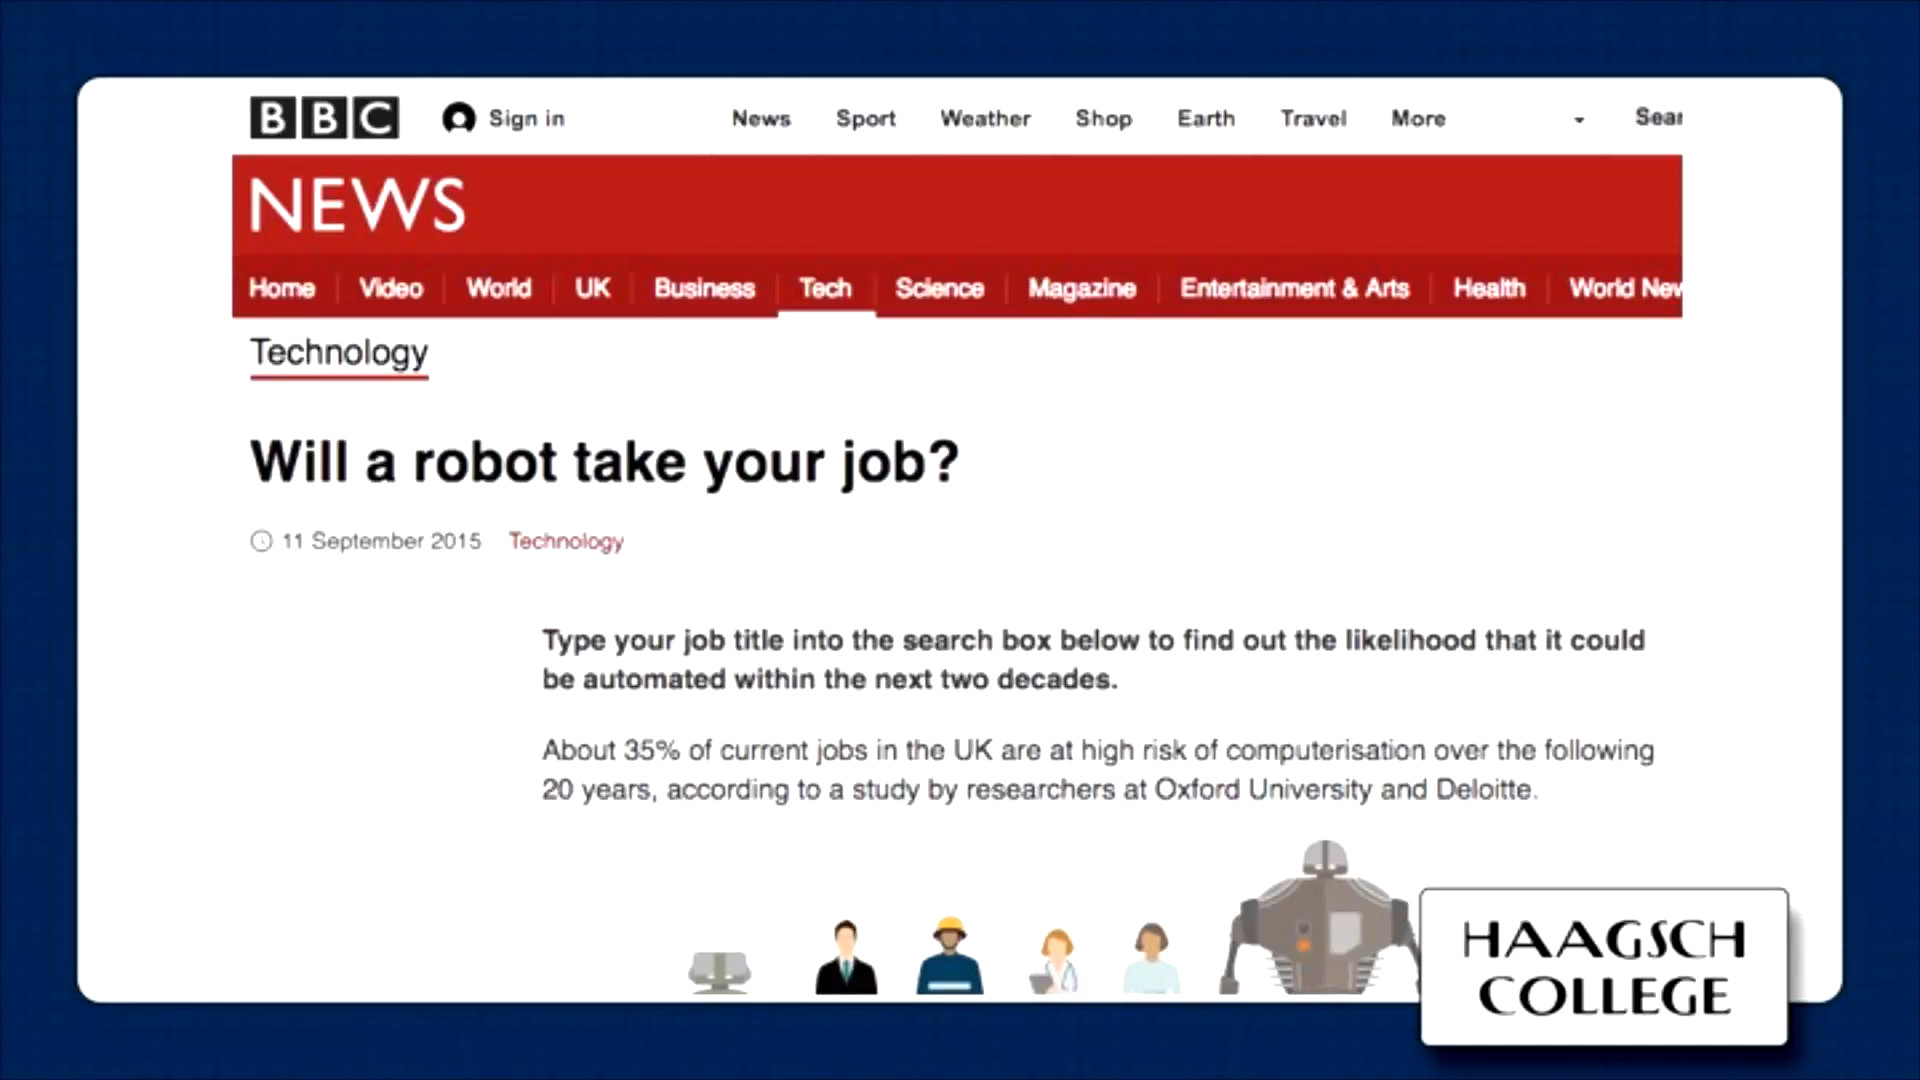 BBC Sign in News Sport Weather Shop Earth Travel More Sear
NEWS
Home Video World UK Business Tech Science Magazine Entertainment & Arts Health World New
Technology
Will a robot take your job?
11 September 2015 Technology
Type your job title into the search box below to find out the likelihood that it could
be automated within the next two decades.
About 35% of current jobs in the UK are at high risk of computerisation over the following
20 years, according to a study by researchers at Oxford University and Deloitte.
HAAGSCH
COLLEGE